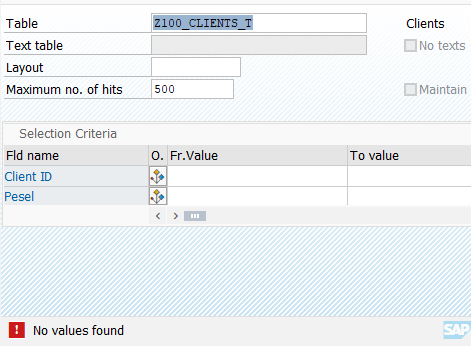 Table Z100_CLIENTS_T Clients
Text table No texts
Layout
Maximum no. of hits 500 Maintain
Selection Criteria
Fld name O. Fr.Value To value
Client ID
Pesel
No values found SAP